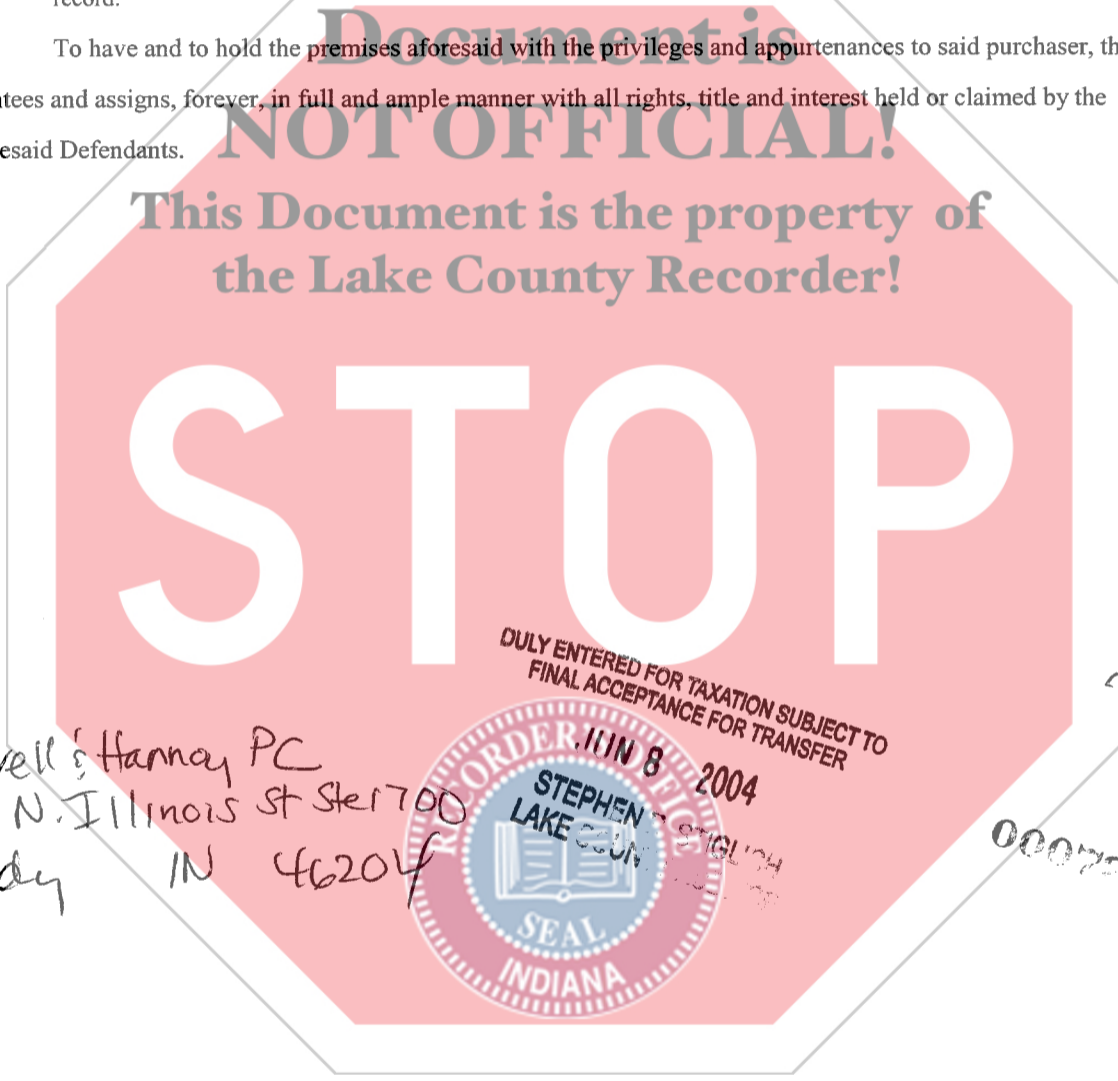 record.
Document is
To have and to hold the premises aforesaid with the privileges and appurtenances to said purchaser, th
ntees and assigns, forever, in full and ample manner with all rights, title and interest held or claimed by the
NOT OFFICIAL!
esaid Defendants.
This Document is the property of
the Lake County Recorder!
STOP
DULY ENTERED FOR TAXATION SUBJECT TO
FINAL ACCEPTANCE FOR TRANSFER
JUN 8 2004
STEPHEN
LAKE
vell & Hannoy PC
N. Illinois St Ste1700
dy IN 46204
RECORDER OFFICE
SEAL
INDIANA